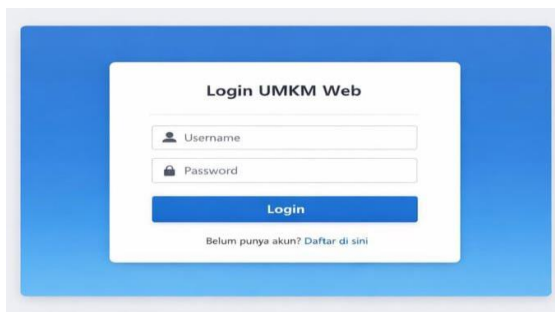 Login UMKM Web
Username
Password
Login
Belum punya akun? Daftar di sini